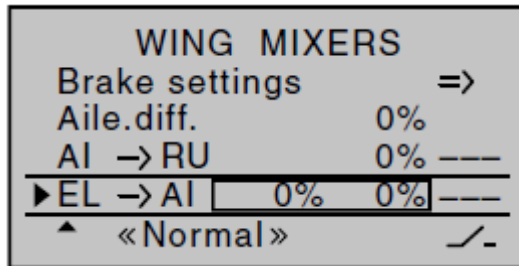 WING MIXERS
Brake settings =>
Aile.diff. 0%
AI –> RU 0% –––
►EL –> AI 0% 0% –––
▲ «Normal»